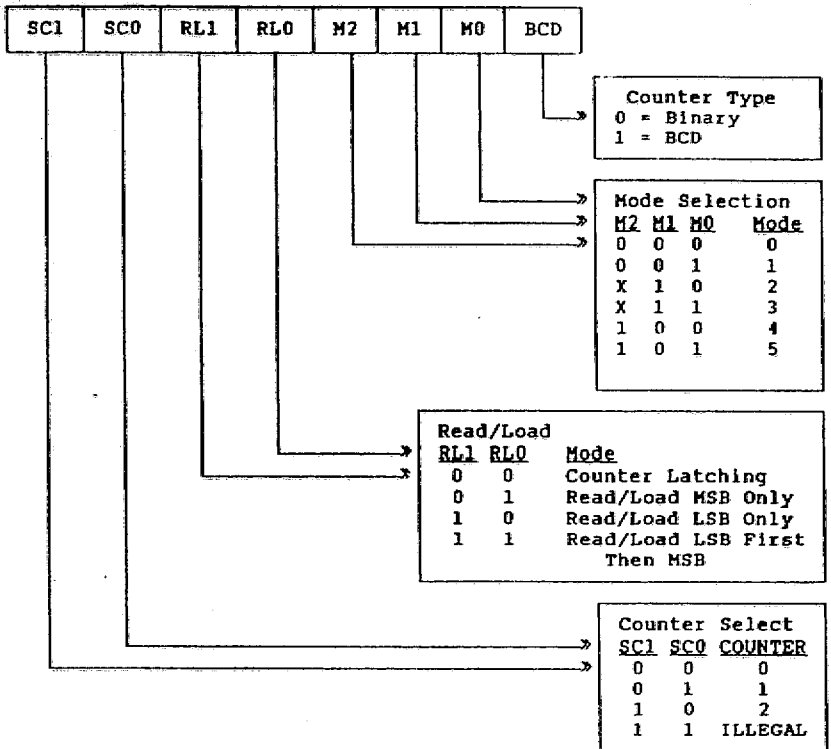 SC1 SC0 RL1 RL0 M2 M1 M0 BCD
Counter Type
0 = Binary
1 = BCD
Mode Selection
M2 M1 M0 Mode
0 0 0 0
0 0 1 1
X 1 0 2
X 1 1 3
1 0 0 4
1 0 1 5
Read/Load
RL1 RL0 Mode
0 0 Counter Latching
0 1 Read/Load MSB Only
1 0 Read/Load LSB Only
1 1 Read/Load LSB First
Then MSB
Counter Select
SC1 SC0 COUNTER
0 0 0
0 1 1
1 0 2
1 1 ILLEGAL